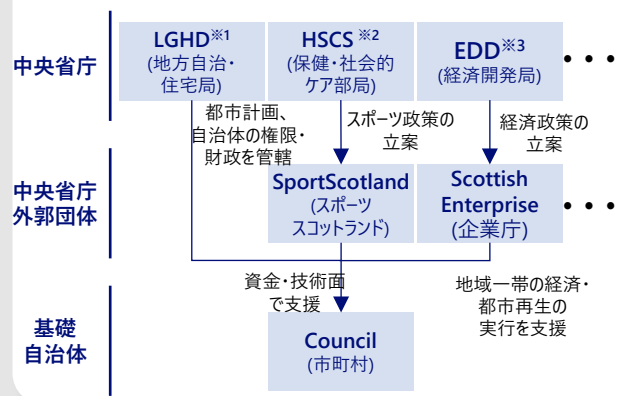 中央省庁
LGHD※1
(地方自治・
住宅局)
HSCS ※2
(保健・社会的
ケア部局)
EDD※3
(経済開発局)
・・・
都市計画、
自治体の権限・
財政を管轄
スポーツ政策の
立案
経済政策の
立案
中央省庁
外郭団体
SportScotland
(スポーツ
スコットランド)
Scottish
Enterprise
(企業庁)
・・・
資金・技術面
で支援
地域一帯の経済・
都市再生の
実行を支援
基礎
自治体
Council
(市町村)